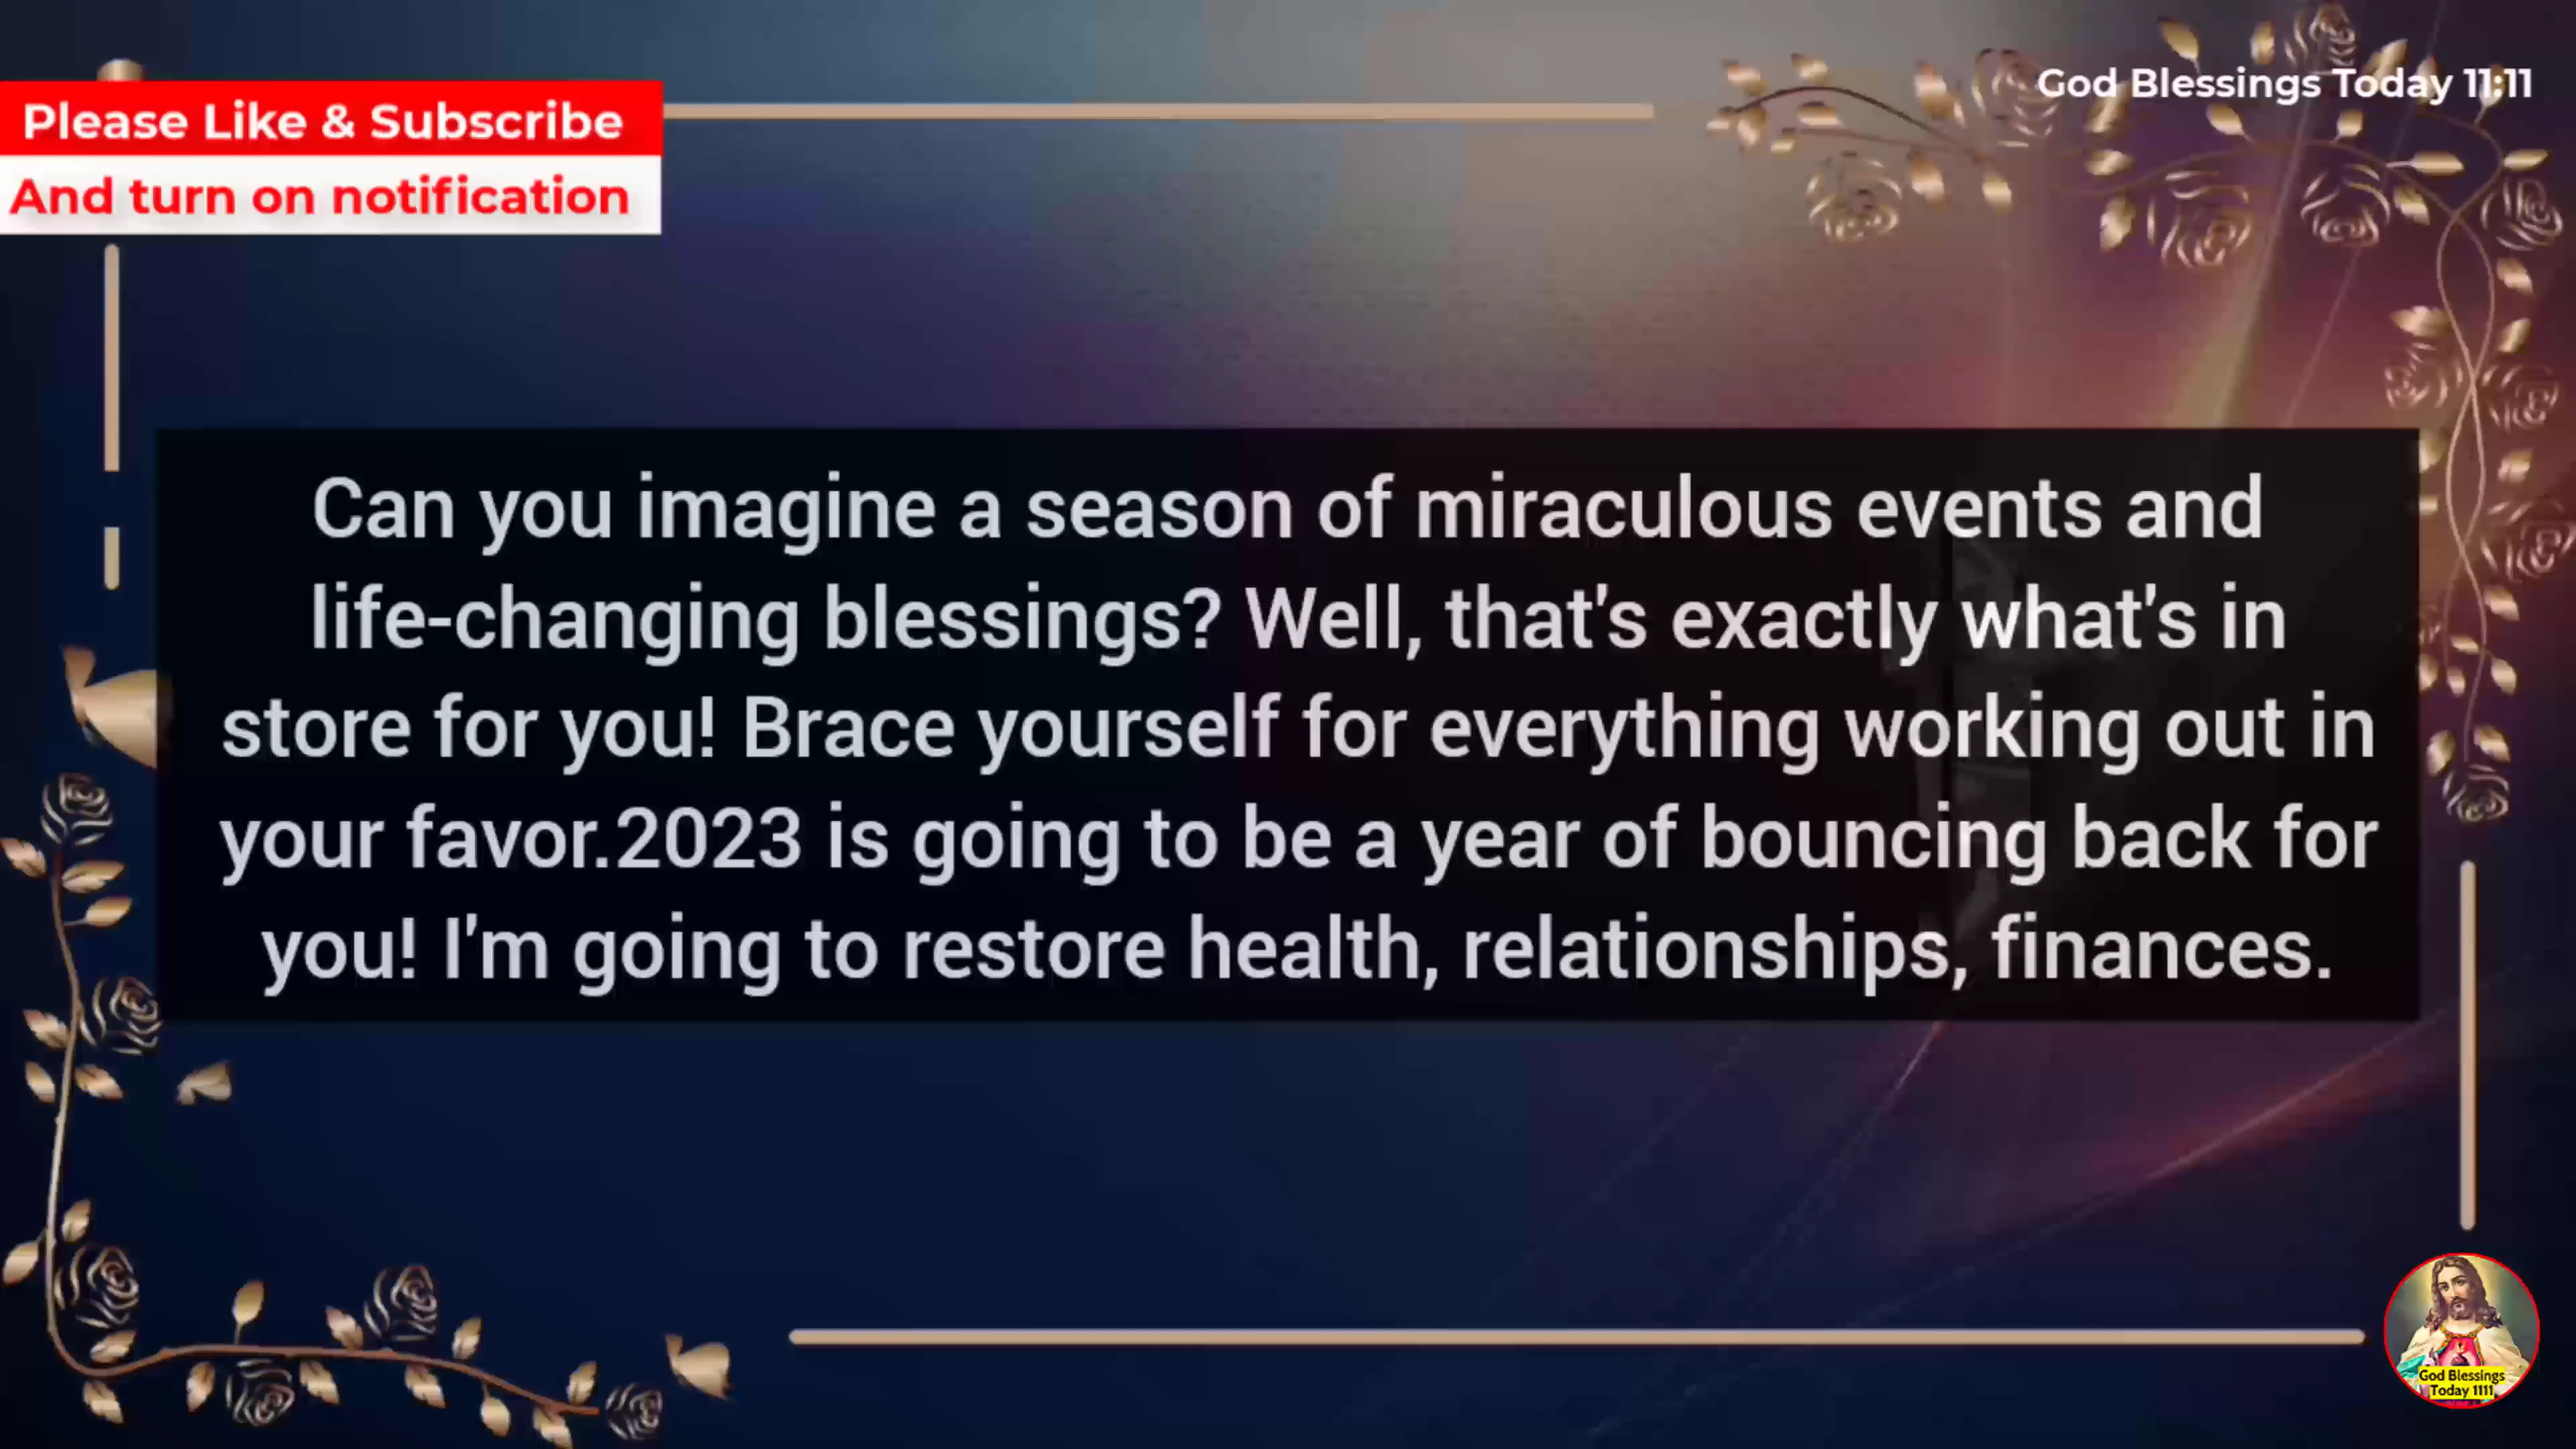 Please Like & Subscribe
And turn on notification
God Blessings Today 11:11
Can you imagine a season of miraculous events and
life-changing blessings? Well, that's exactly what's in
store for you! Brace yourself for everything working out in
your favor.2023 is going to be a year of bouncing back for
you! I'm going to restore health, relationships, finances.
God Blessings
Today 1111